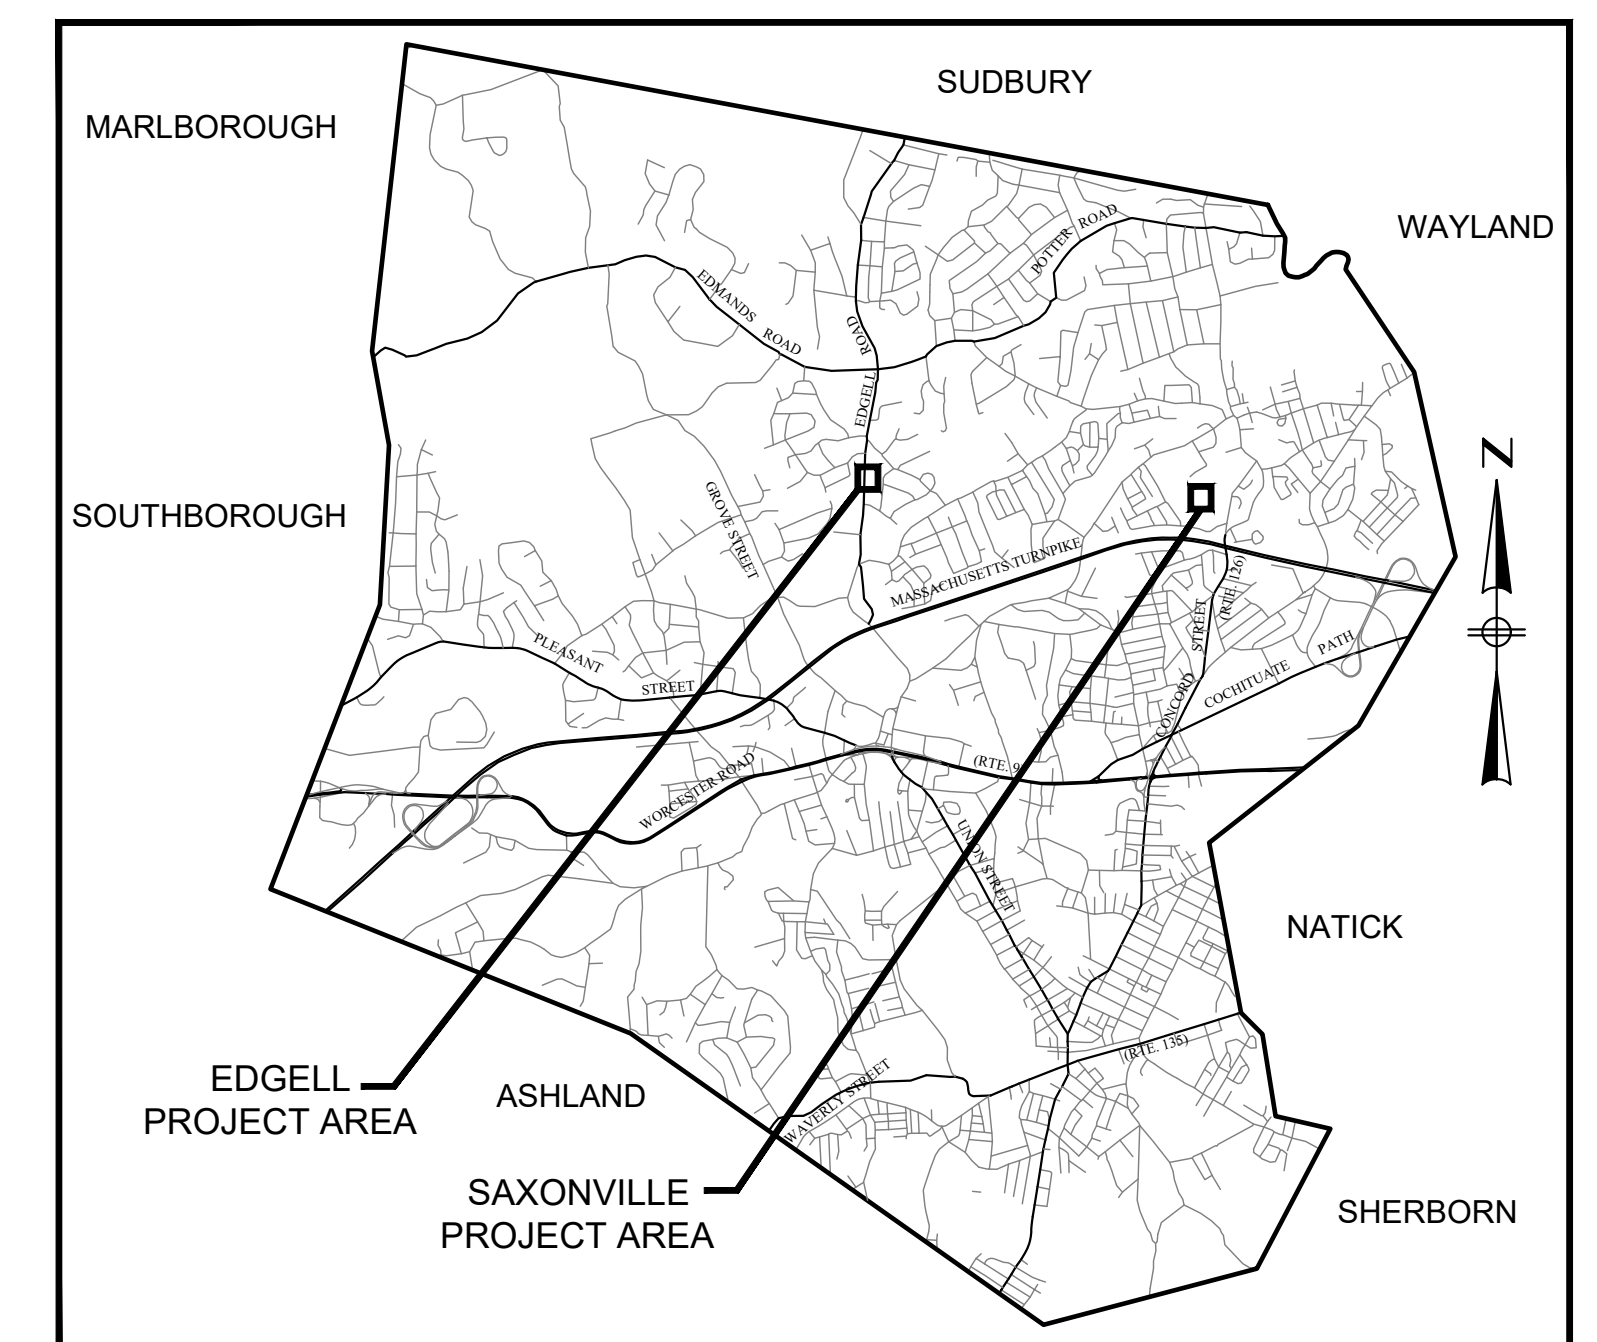 SUDBURY
MARLBOROUGH
WAYLAND
POTTER ROAD
EDMANDS ROAD
EDGELL ROAD
N
GROVE STREET
SOUTHBOROUGH
MASSACHUSETTS TURNPIKE
(RTE. 126)
CONCORD STREET
PLEASANT STREET
COCHITUATE PATH
WORCESTER ROAD
(RTE. 9
UNION STREET
NATICK
(RTE. 135)
WAVERLY STREET
EDGELL
PROJECT AREA
ASHLAND
SAXONVILLE
PROJECT AREA
SHERBORN